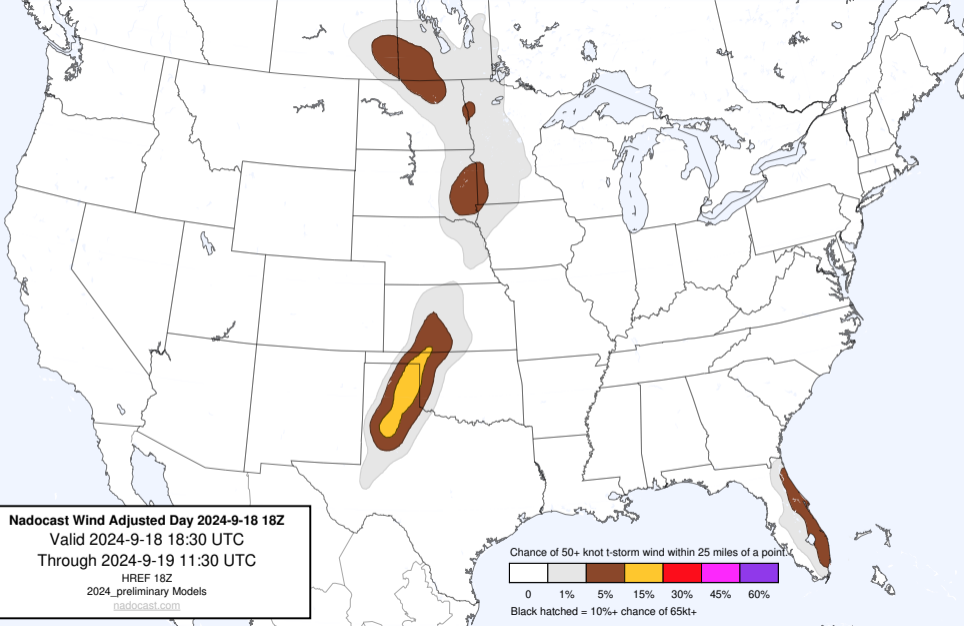 Nadocast Wind Adjusted Day 2024-9-18 18Z
Valid 2024-9-18 18:30 UTC
Through 2024-9-19 11:30 UTC
HREF 18Z
2024_preliminary Models
nadocast.com
Chance of 50+ knot t-storm wind within 25 miles of a point.
0 1% 5% 15% 30% 45% 60%
Black hatched = 10%+ chance of 65kt+